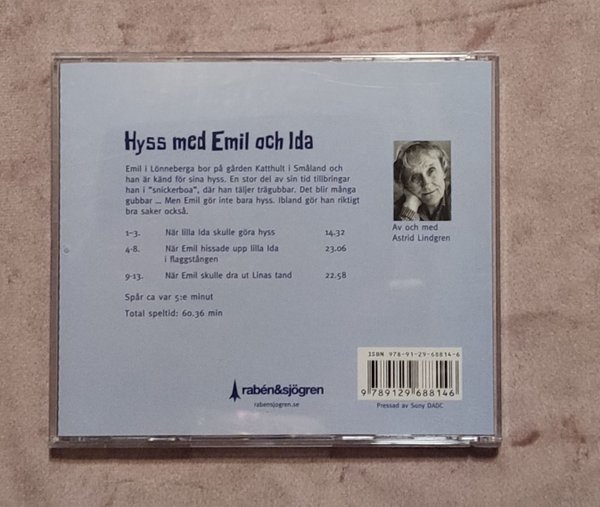 Hyss med Emil och Ida
Emil i Lönneberga bor på gården Katthult i Småland och
han är känd för sina hyss. En stor del av sin tid tillbringar
han i "snickerboa", där han täljer trägubbar. Det blir många
gubbar ... Men Emil gör inte bara hyss. Ibland gör han riktigt
bra saker också.
Av och med
Astrid Lindgren
1-3. När lilla Ida skulle göra hyss 14.32
4-8. När Emil hissade upp lilla Ida 23.06
i flaggstången
9-13. När Emil skulle dra ut Linas tand 22.58
Spår ca var 5:e minut
Total speltid: 60.36 min
rabén&sjögren
rabensjogren.se
ISBN 978-91-29-68814-6
9 789129 688146
Pressad av Sony DADC